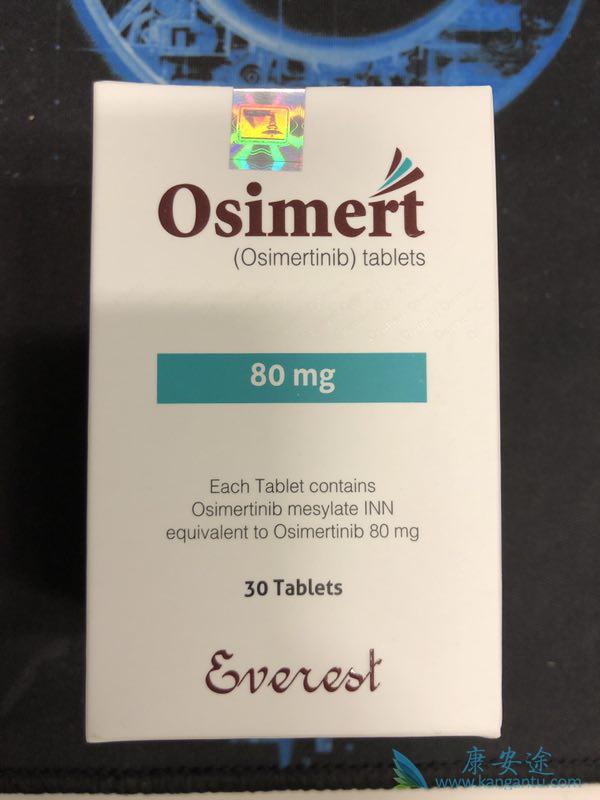 Osimert
(Osimertinib) tablets
80 mg
Each Tablet contains
Osimertinib mesylate INN
equivalent to Osimertinib 80 mg
30 Tablets
Everest
康安途
www.kangantu.com